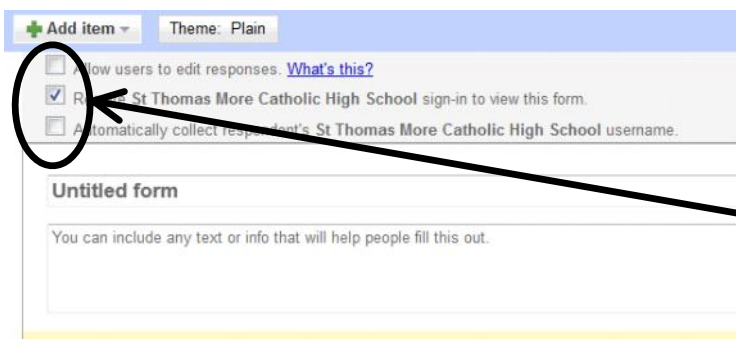 Add item Theme: Plain
Allow users to edit responses. What's this?
St Thomas More Catholic High School sign-in to view this form.
Automatically collect respondent's St Thomas More Catholic High School username.
Untitled form
You can include any text or info that will help people fill this out.